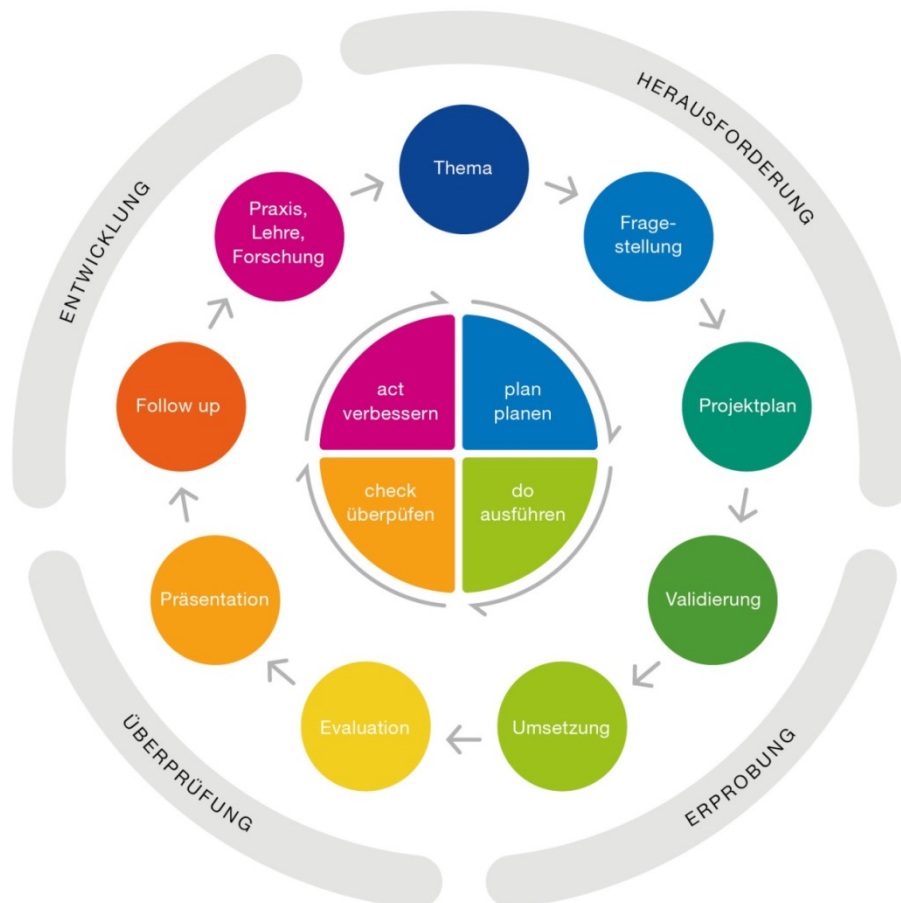 HERAUSFORDERUNG
ENTWICKLUNG
Thema
Praxis,
Lehre,
Forschung
Frage-
stellung
act
verbessern
plan
planen
Follow up
Projektplan
check
überpüfen
do
ausführen
Präsentation
Validierung
Evaluation
Umsetzung
ÜBERPRÜFUNG
ERPROBUNG